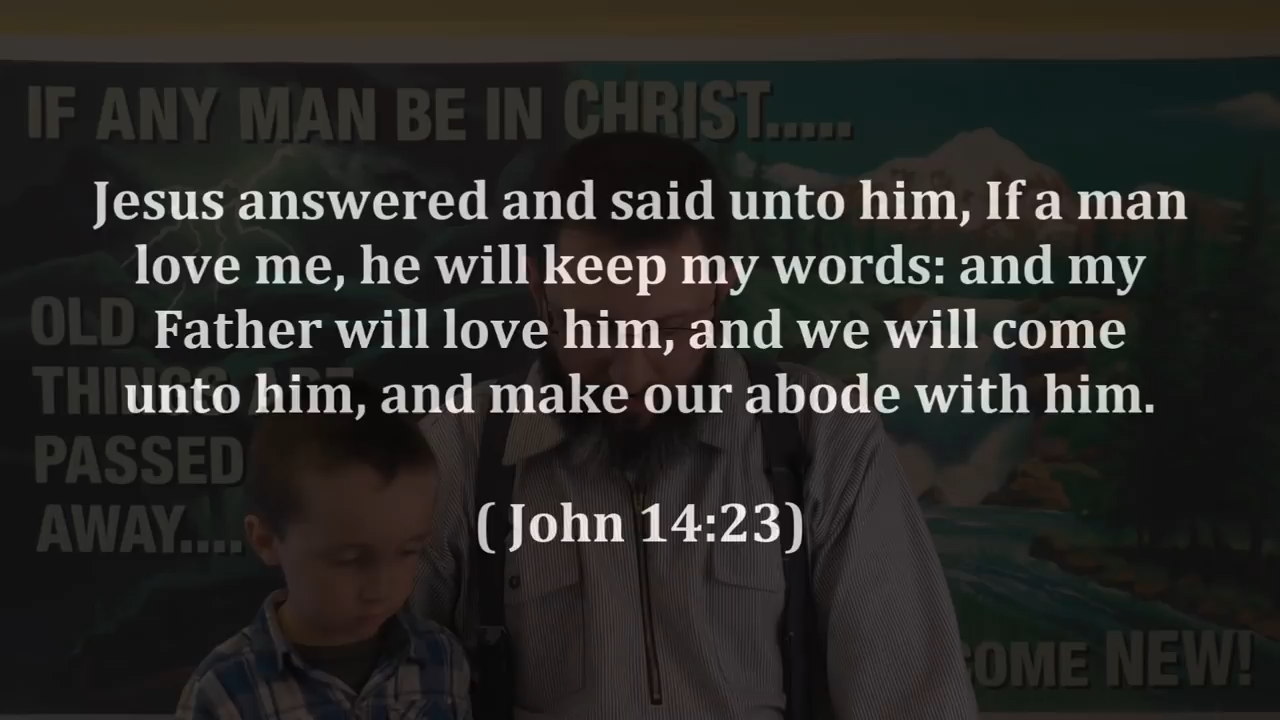 IF ANY MAN BE IN CHRIST.....
Jesus answered and said unto him, If a man
love me, he will keep my words: and my
Father will love him, and we will come
unto him, and make our abode with him.
( John 14:23)
OLD
THINGS ARE
PASSED
AWAY....
COME NEW!